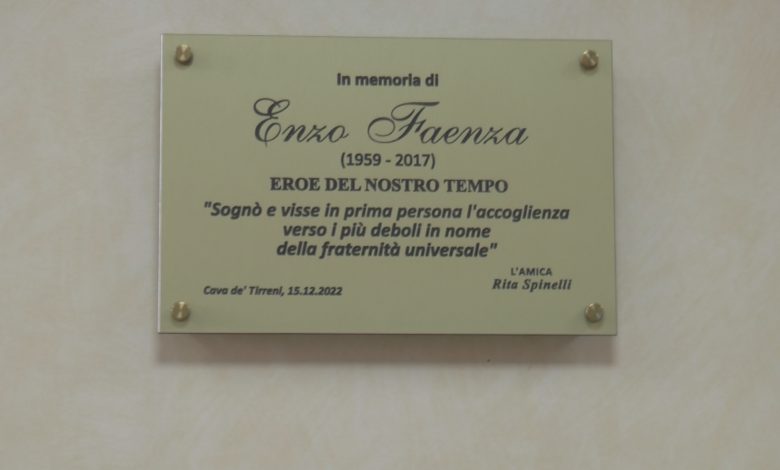 In memoria di
Enzo Faenza
(1959 - 2017)
EROE DEL NOSTRO TEMPO
"Sognò e visse in prima persona l'accoglienza
verso i più deboli in nome
della fraternità universale"
L'AMICA
Rita Spinelli
Cava de' Tirreni, 15.12.2022